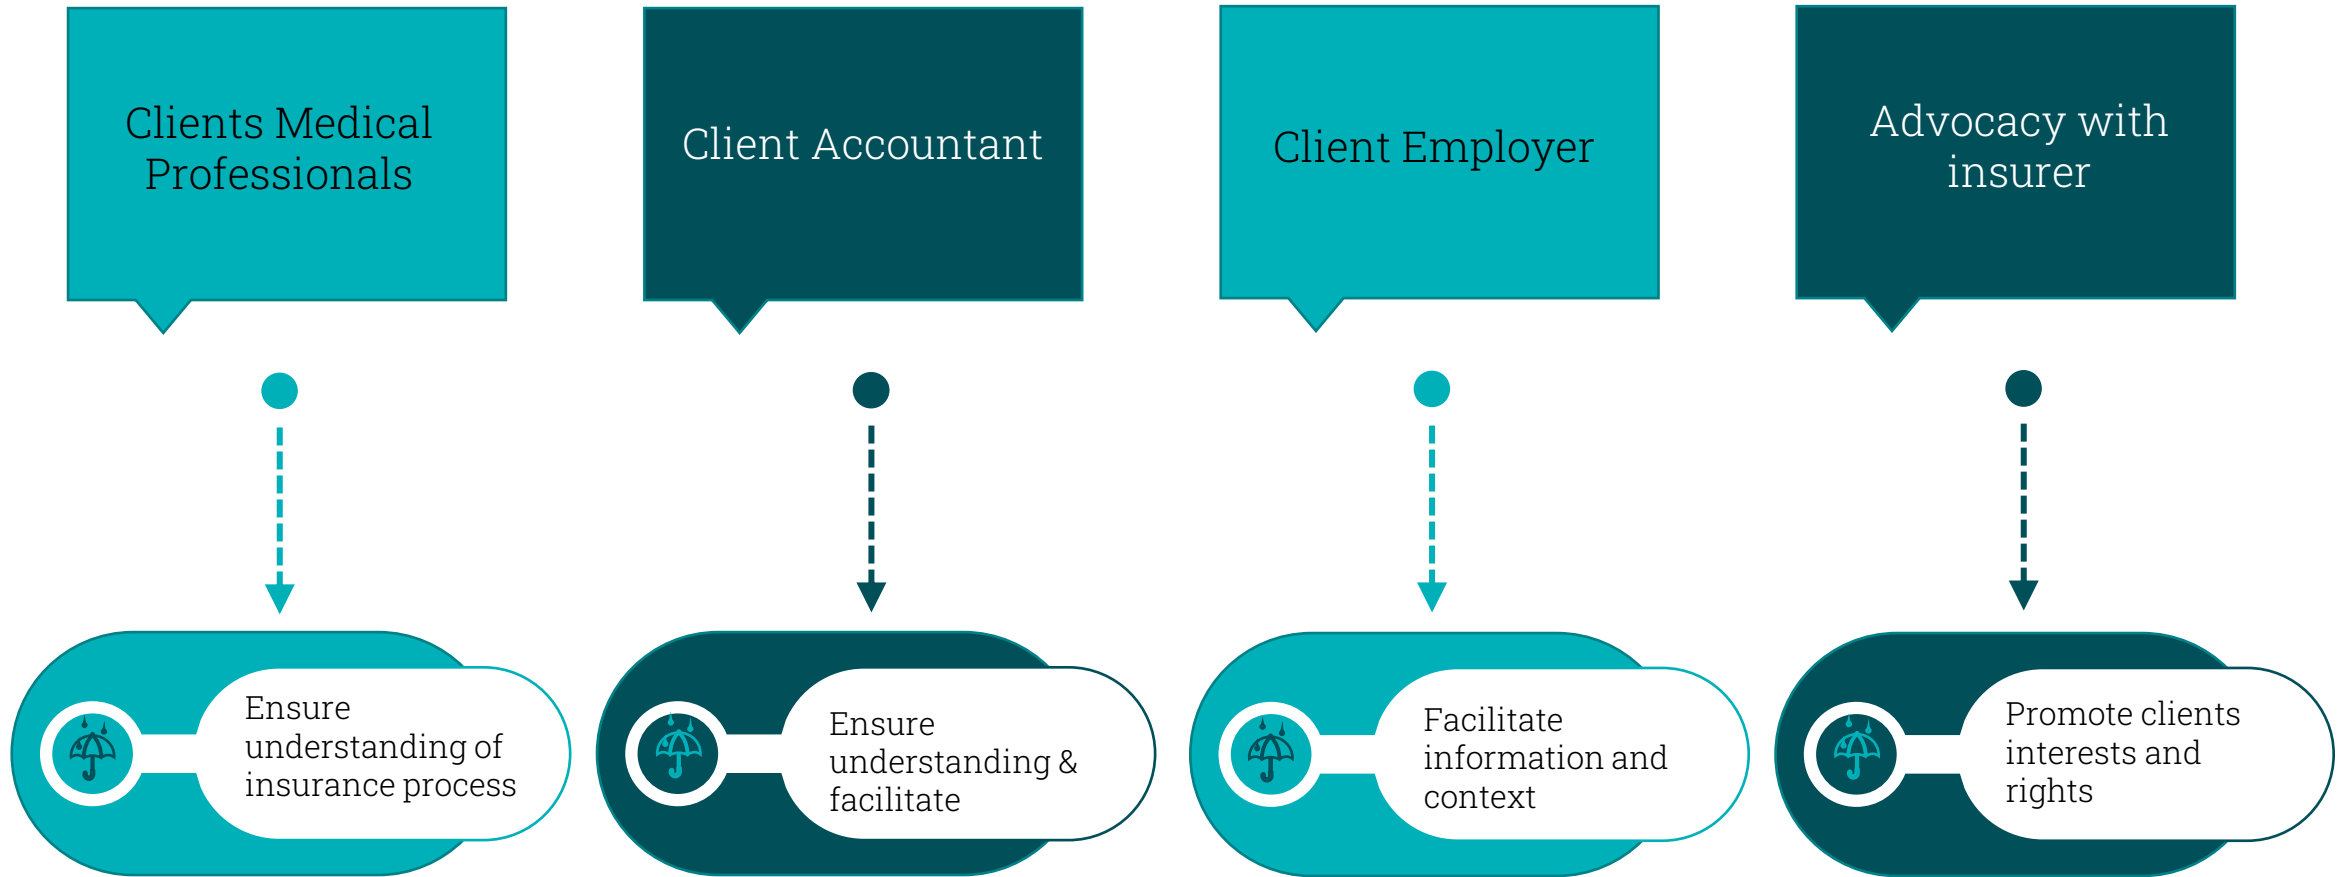 Clients Medical
Professionals
Client Accountant
Client Employer
Advocacy with
insurer
Ensure
understanding of
insurance process
Ensure
understanding &
facilitate
Facilitate
information and
context
Promote clients
interests and
rights